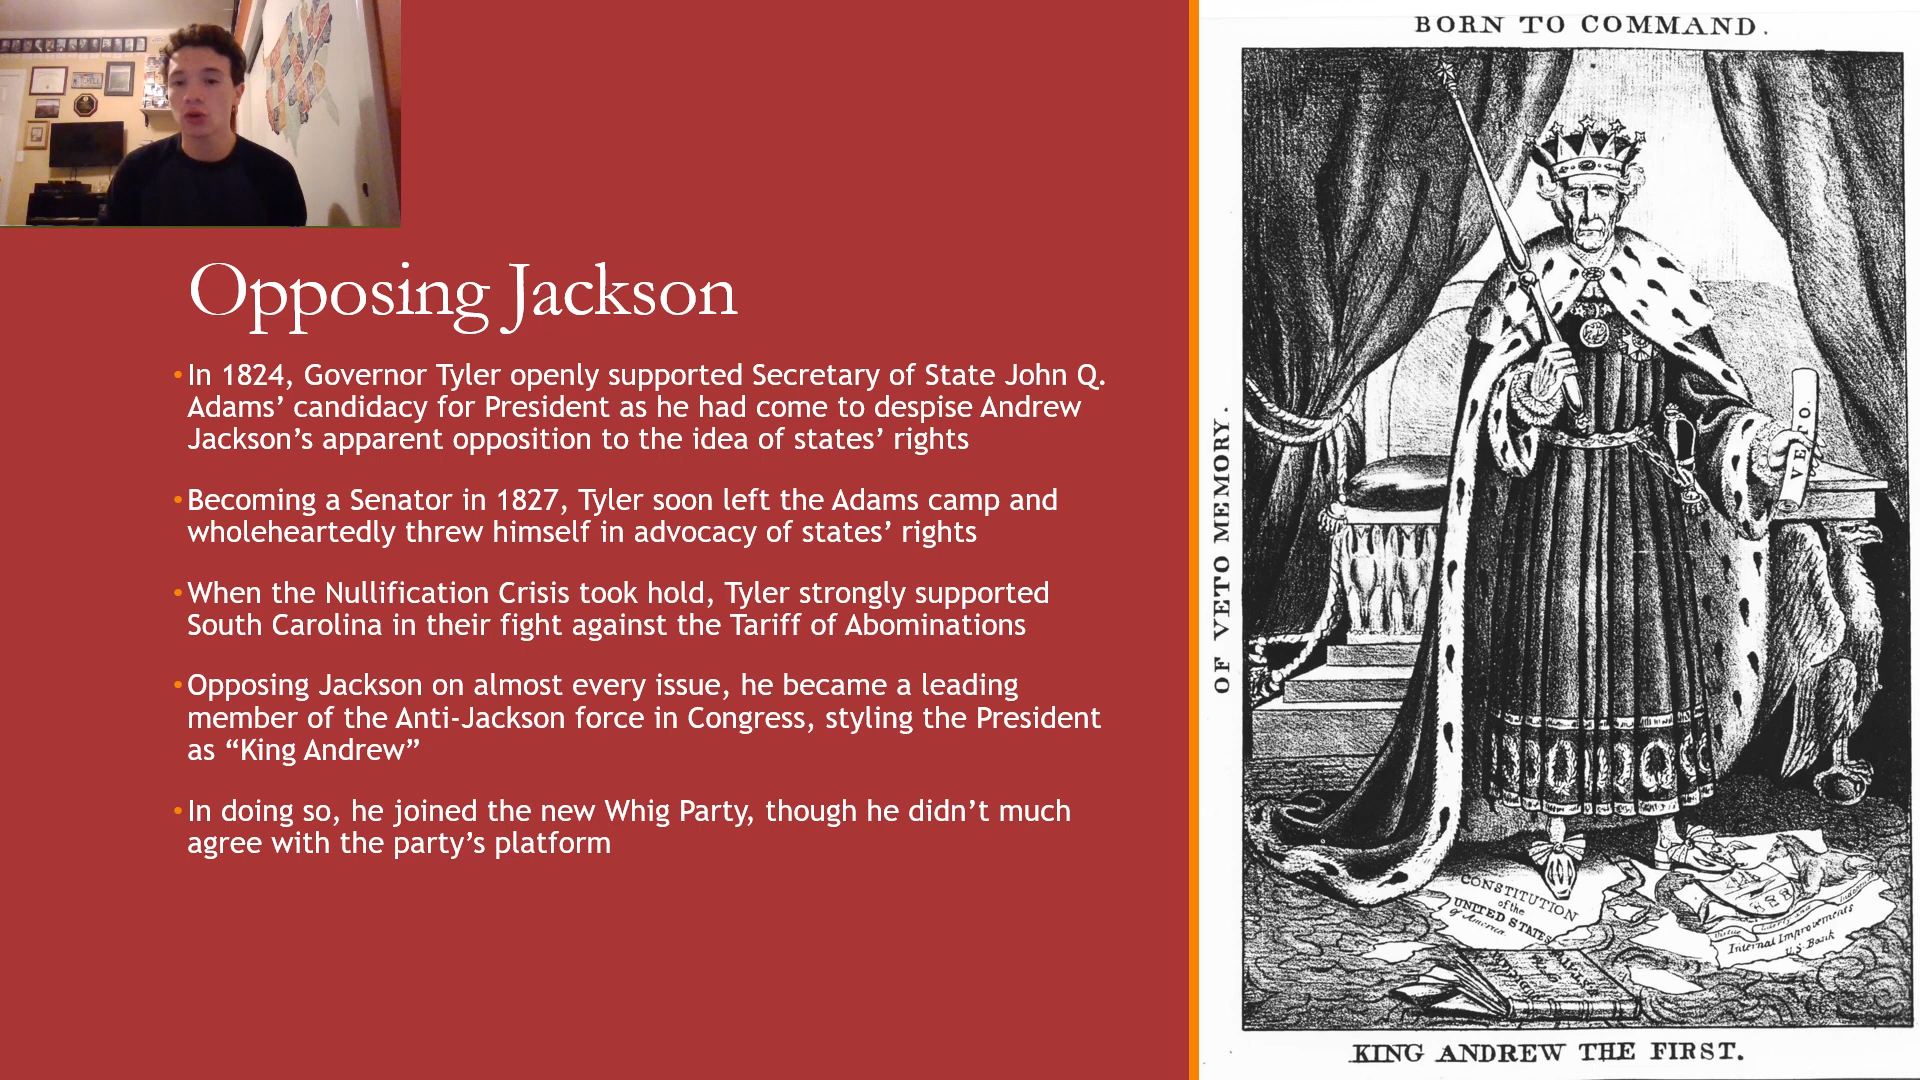 Opposing Jackson
•In 1824, Governor Tyler openly supported Secretary of State John Q.
Adams’ candidacy for President as he had come to despise Andrew
Jackson’s apparent opposition to the idea of states’ rights
•Becoming a Senator in 1827, Tyler soon left the Adams camp and
wholeheartedly threw himself in advocacy of states’ rights
•When the Nullification Crisis took hold, Tyler strongly supported
South Carolina in their fight against the Tariff of Abominations
•Opposing Jackson on almost every issue, he became a leading
member of the Anti-Jackson force in Congress, styling the President
as “King Andrew”
•In doing so, he joined the new Whig Party, though he didn’t much
agree with the party’s platform
BORN TO COMMAND.
OF VETO MEMORY.
VETO.
CONSTITUTION
of the
UNITED STATES
of America
Internal Improvements
U.S. Bank
KING ANDREW THE FIRST.